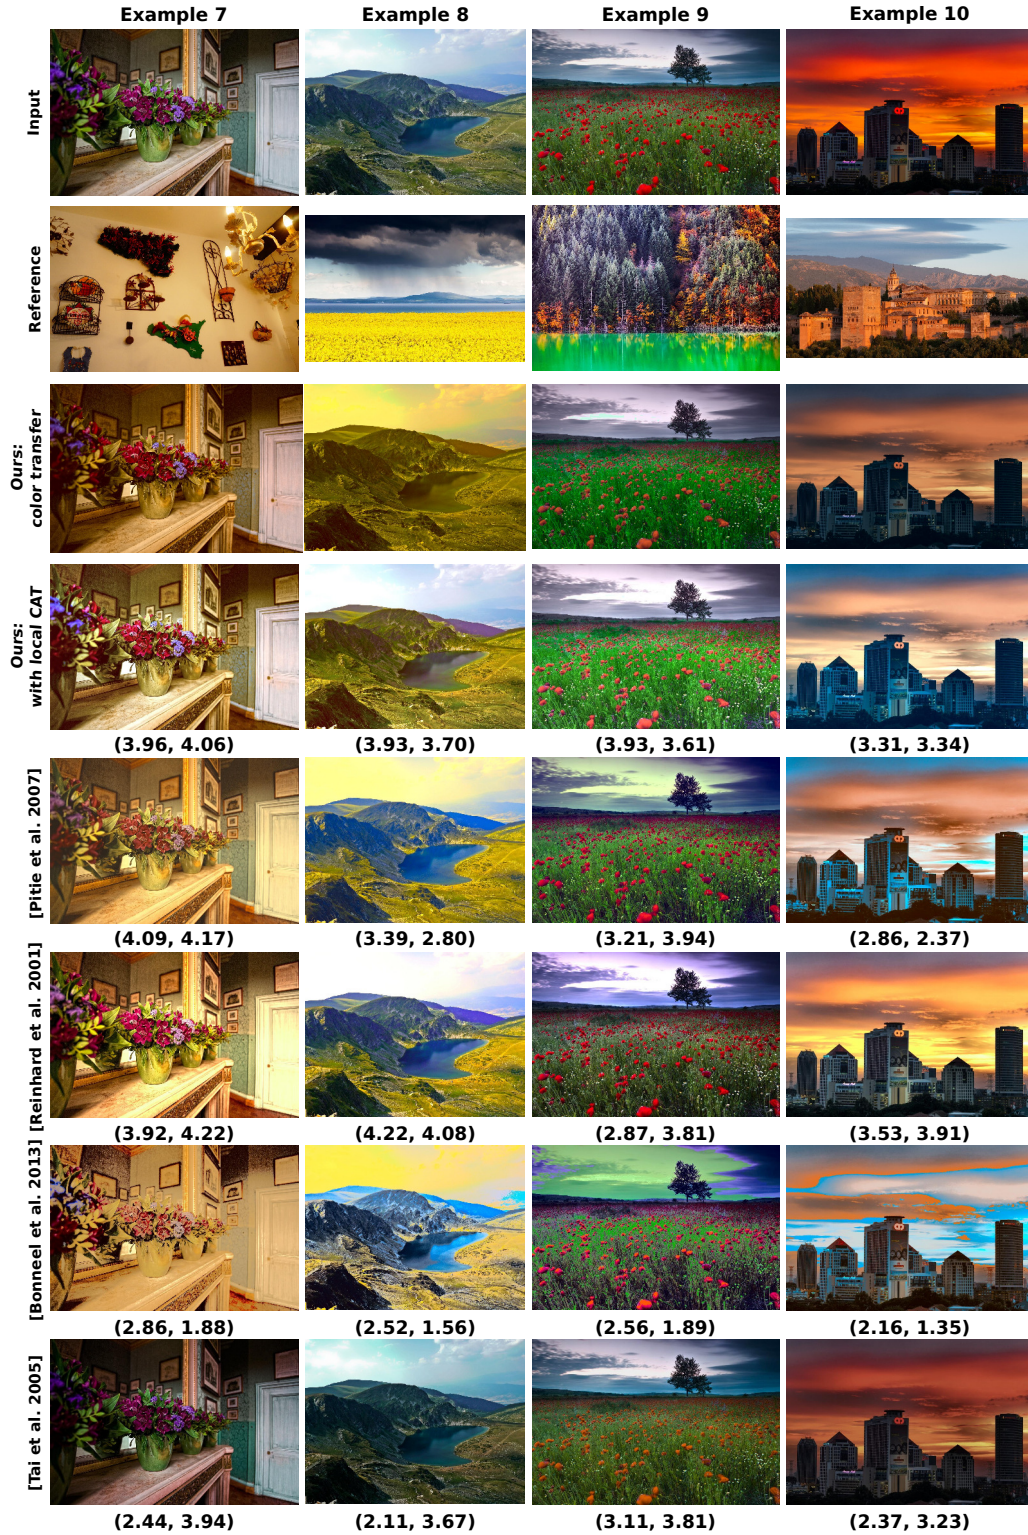 Example 7 Example 8 Example 9 Example 10
Input
Reference
Ours:
color transfer
Ours:
with local CAT
(3.96, 4.06) (3.93, 3.70) (3.93, 3.61) (3.31, 3.34)
[Pitie et al. 2007]
(4.09, 4.17) (3.39, 2.80) (3.21, 3.94) (2.86, 2.37)
[Reinhard et al. 2001]
(3.92, 4.22) (4.22, 4.08) (2.87, 3.81) (3.53, 3.91)
[Bonneel et al. 2013]
(2.86, 1.88) (2.52, 1.56) (2.56, 1.89) (2.16, 1.35)
[Tai et al. 2005]
(2.44, 3.94) (2.11, 3.67) (3.11, 3.81) (2.37, 3.23)